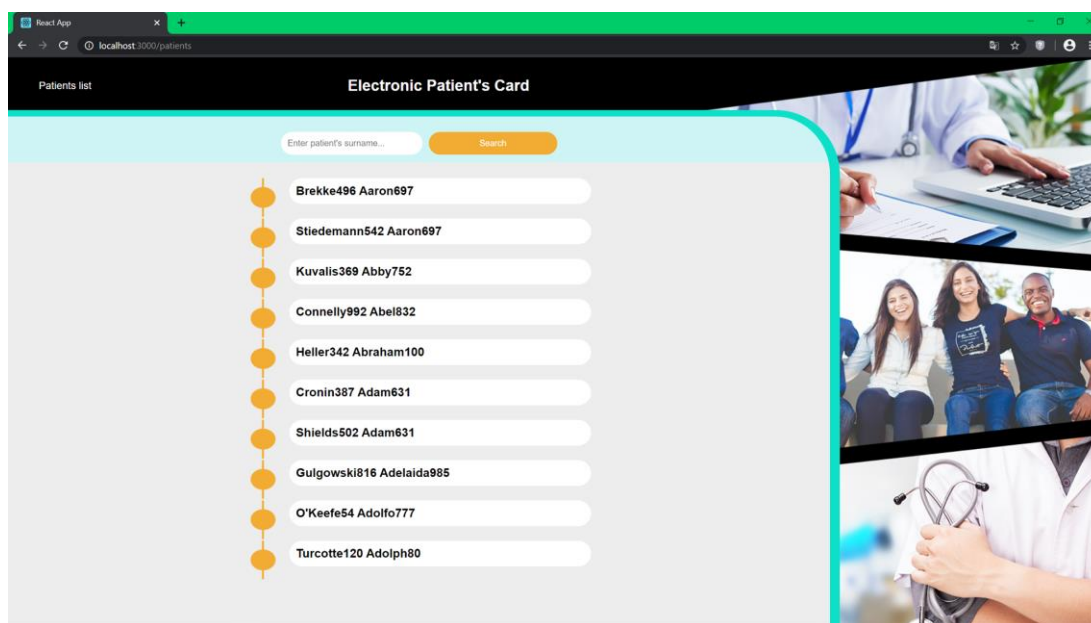 React App
localhost:3000/patients
Patients list
Electronic Patient's Card
Enter patient's surname...
Search
Brekke496 Aaron697
Stiedemann542 Aaron697
Kuvalis369 Abby752
Connelly992 Abel832
Heller342 Abraham100
Cronin387 Adam631
Shields502 Adam631
Gulgowski816 Adelaida985
O'Keefe54 Adolfo777
Turcotte120 Adolph80